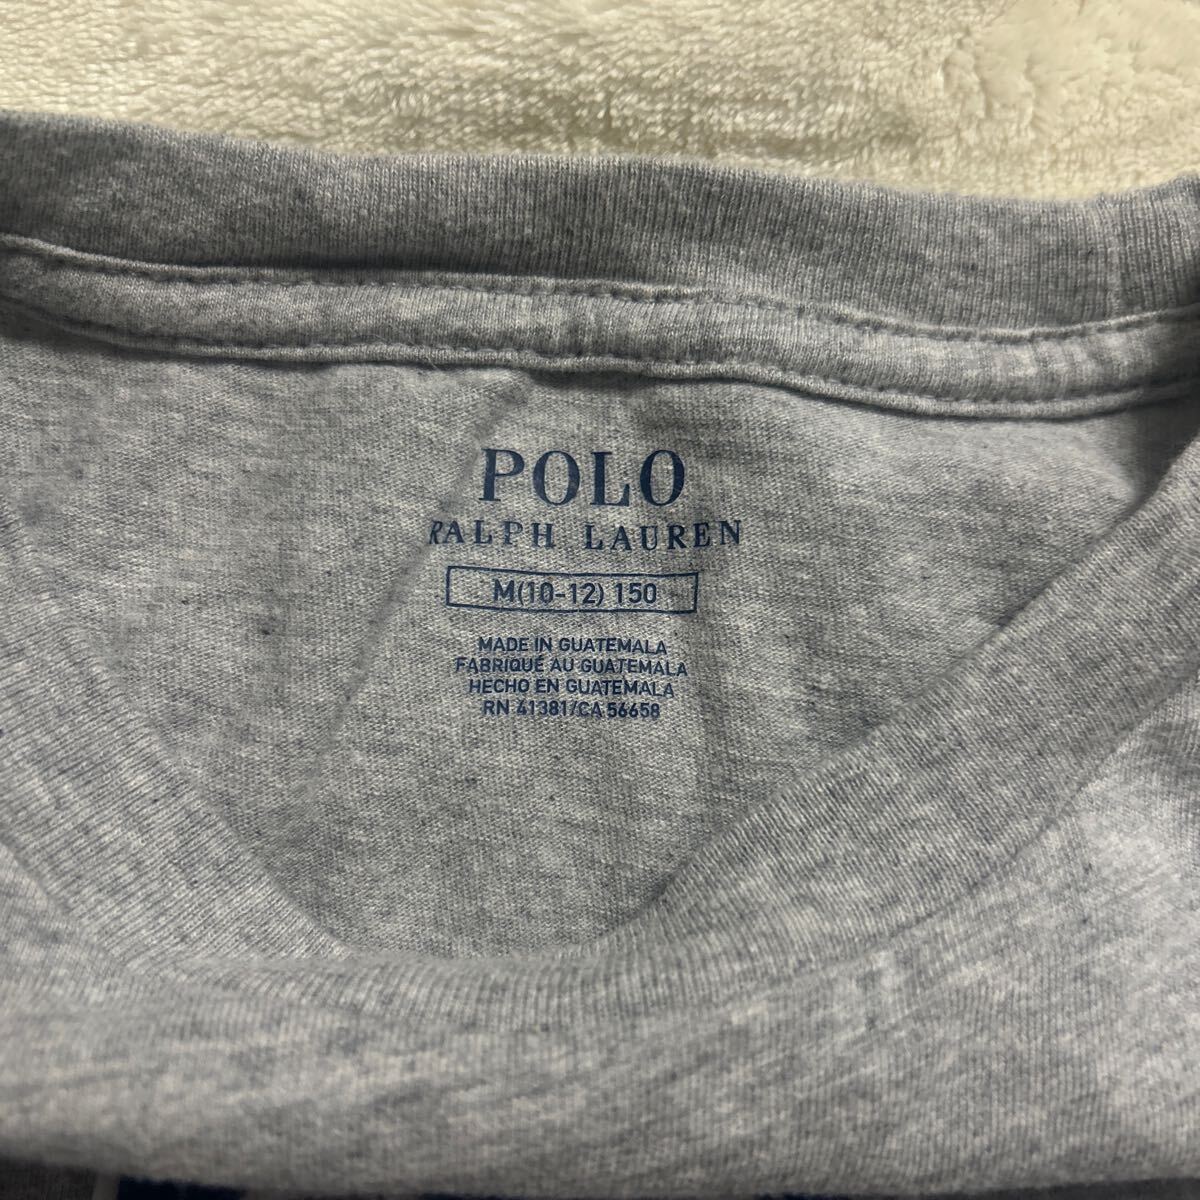 POLO
RALPH LAUREN
M(10-12) 150
MADE IN GUATEMALA
FABRIQUÉ AU GUATEMALA
HECHO EN GUATEMALA
RN 41381/CA 56658